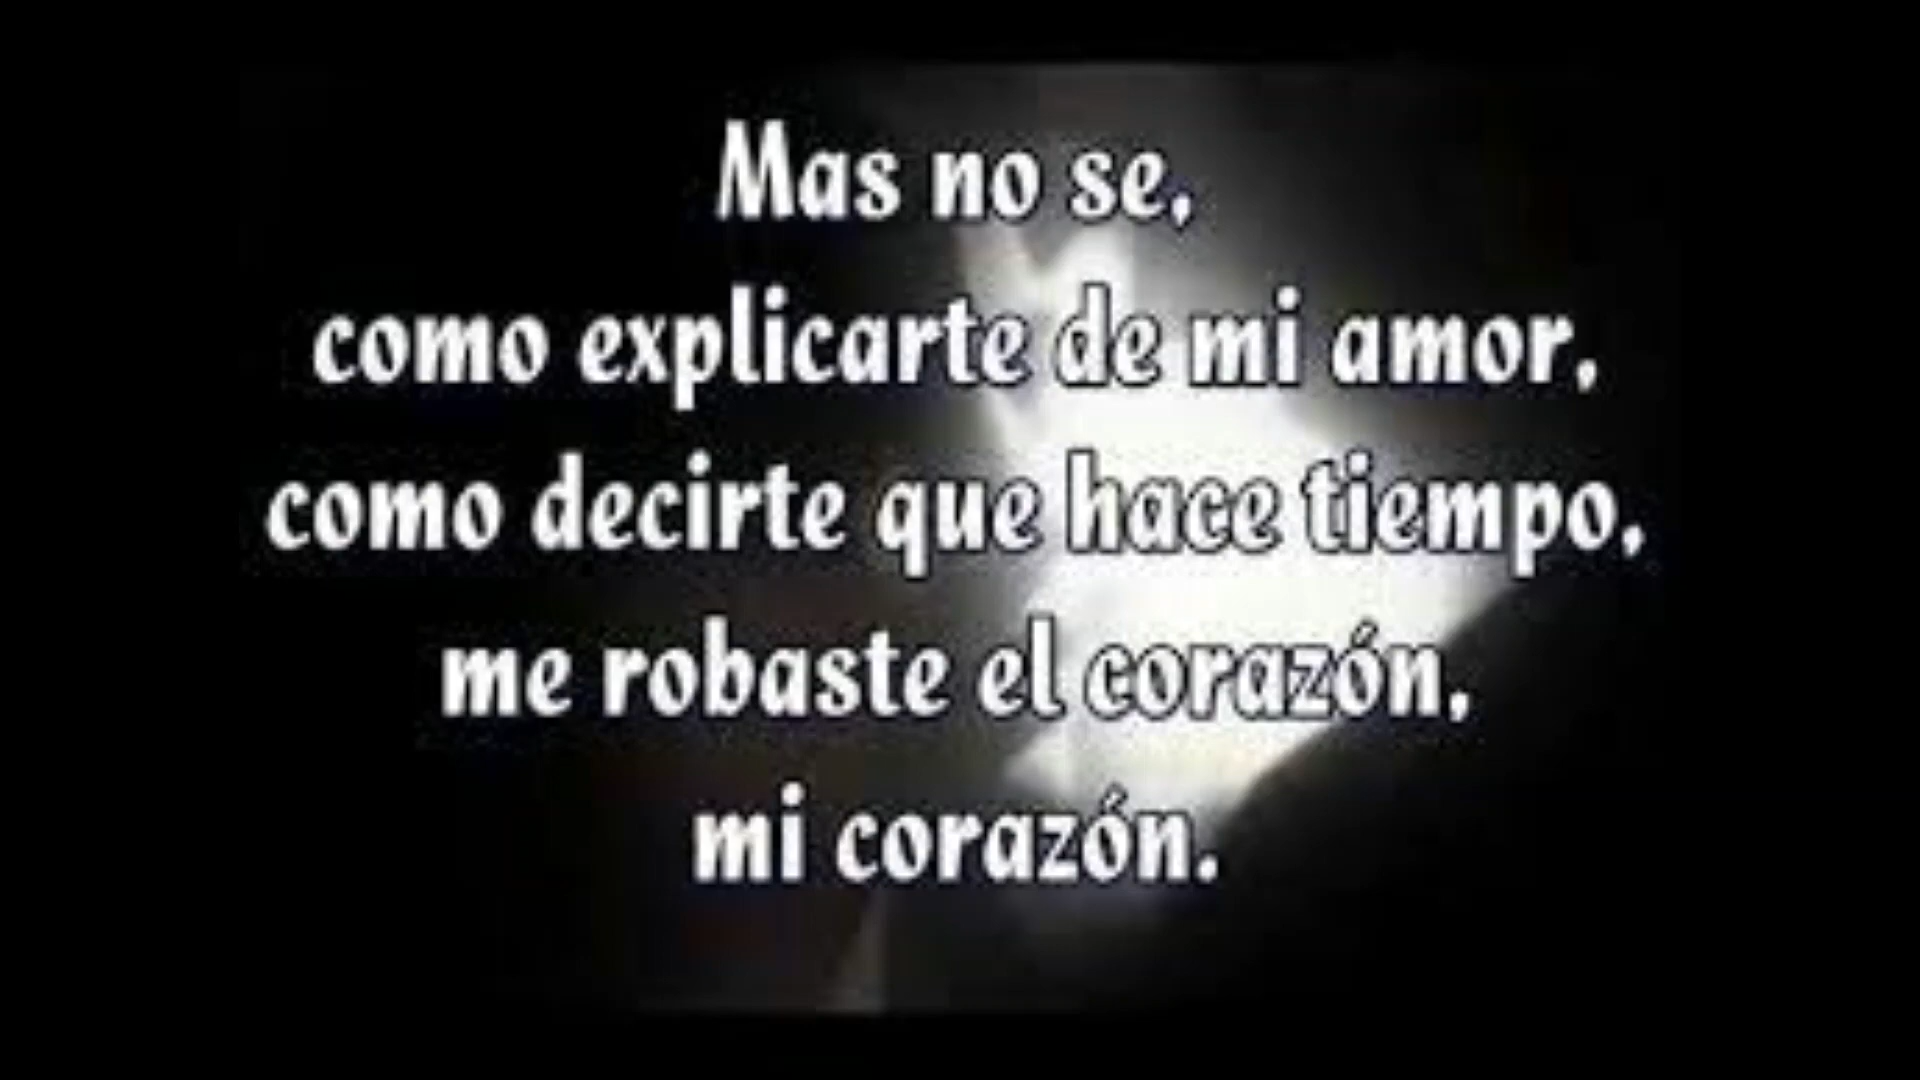 Mas no se,
como explicarte de mi amor,
como decirte que hace tiempo,
me robaste el corazón,
mi corazón.